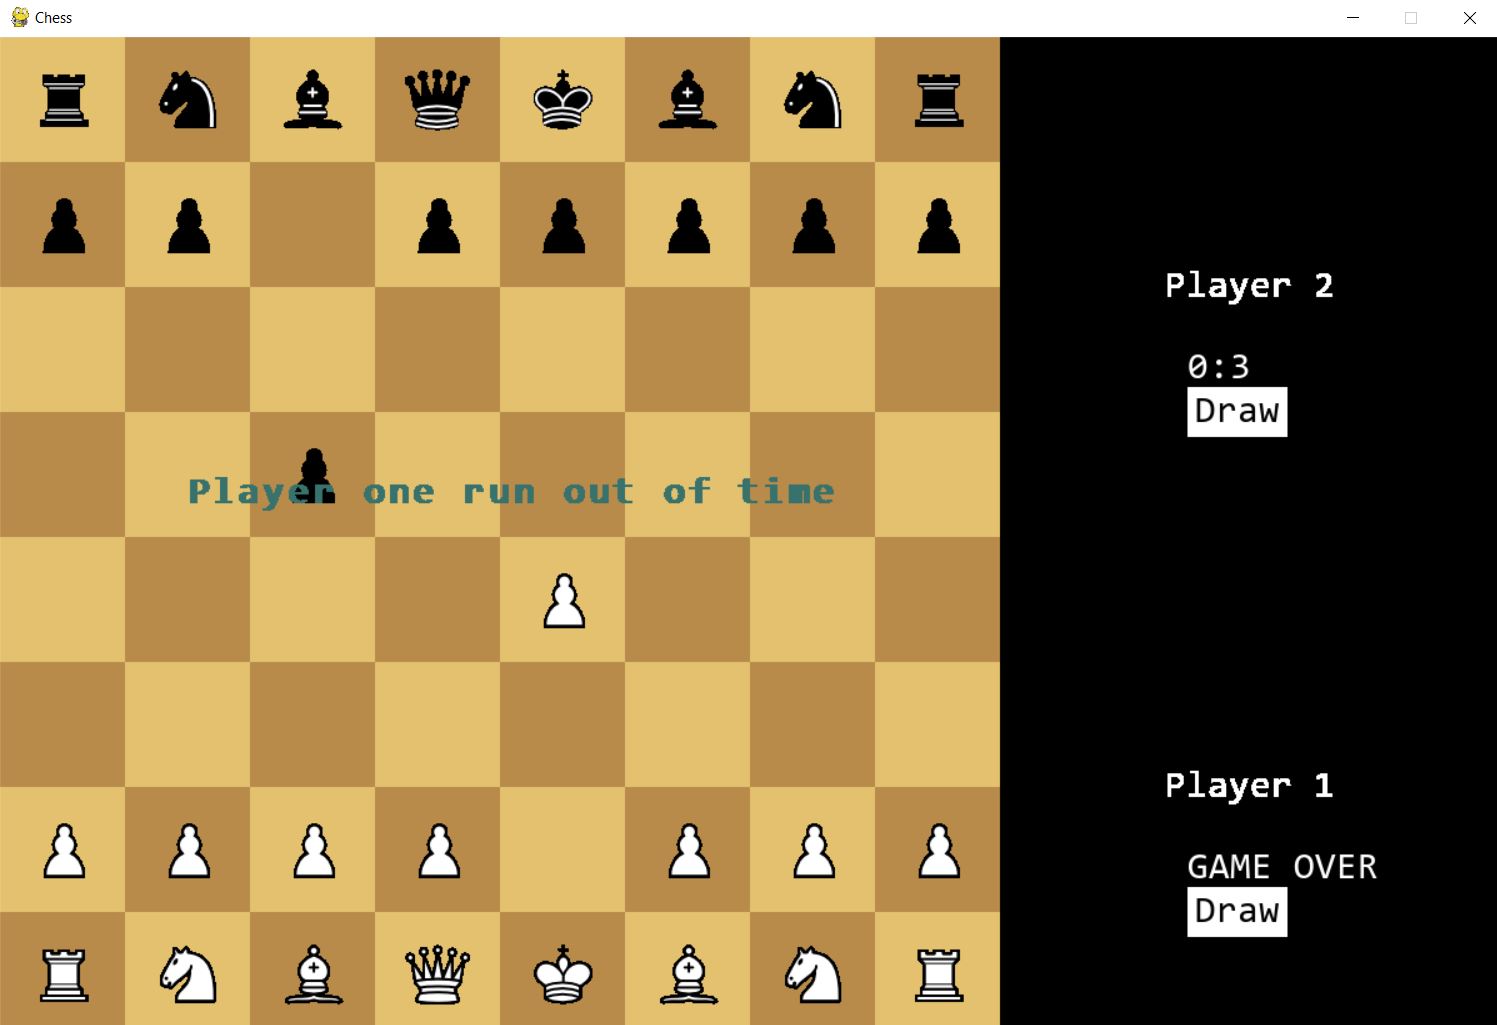 Chess
Player 2
0:3
Draw
Player one run out of time
Player 1
GAME OVER
Draw